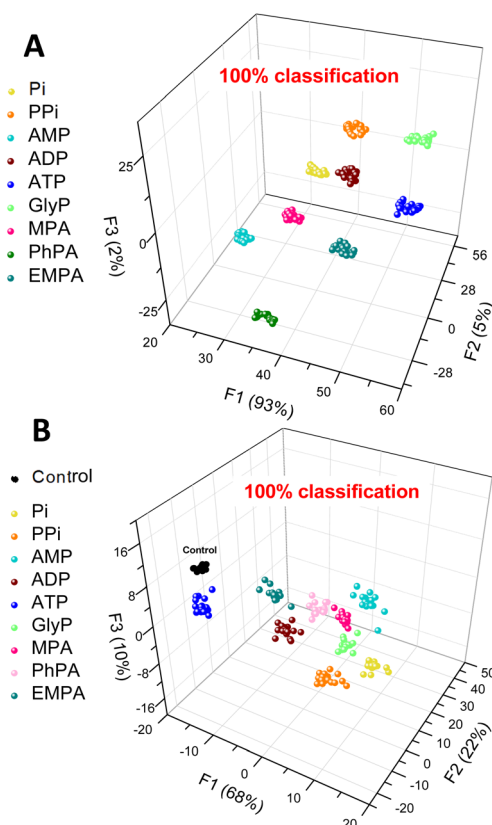 A
100% classification
Pi
PPi
AMP
ADP
ATP
GlyP
MPA
PhPA
EMPA
25
0
-25
F3 (2%)
20
30
40
50
60
F1 (93%)
56
28
0
-28
F2 (5%)
B
100% classification
Control
Pi
PPi
AMP
ADP
ATP
GlyP
MPA
PhPA
EMPA
Control
16
8
0
-8
-16
F3 (10%)
-20
-10
0
10
20
F1 (68%)
50
40
30
20
10
0
-10
-20
F2 (22%)